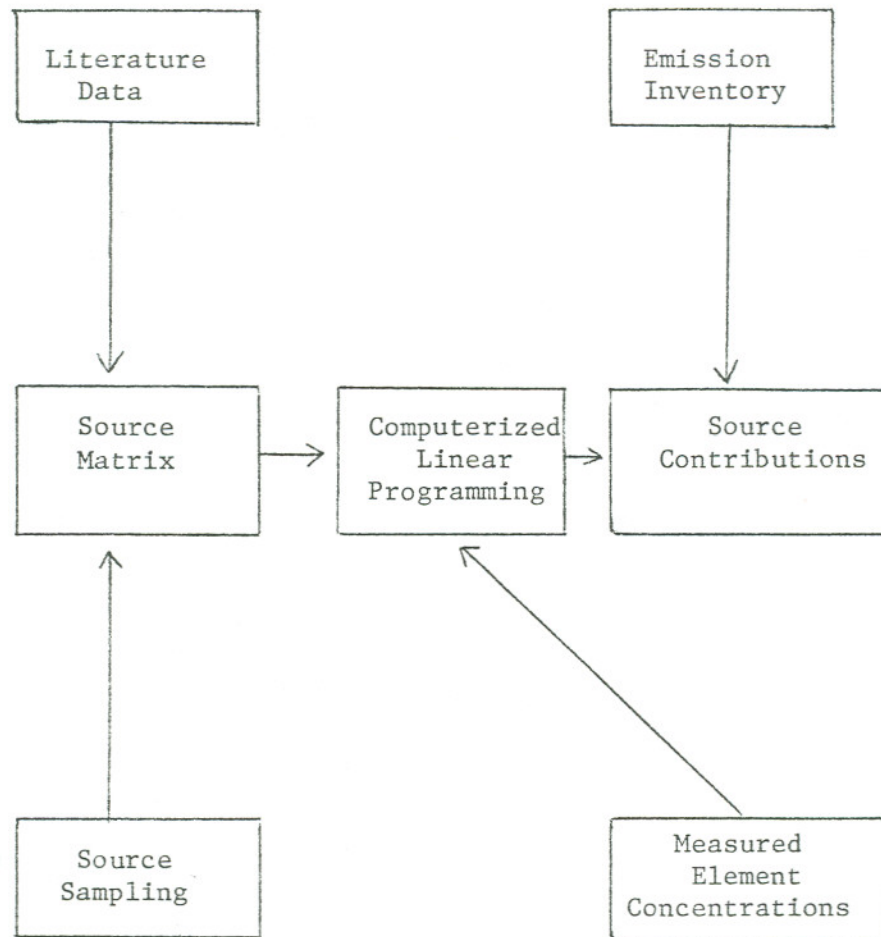 Literature
Data
Emission
Inventory
Source
Matrix
Computerized
Linear
Programming
Source
Contributions
Source
Sampling
Measured
Element
Concentrations